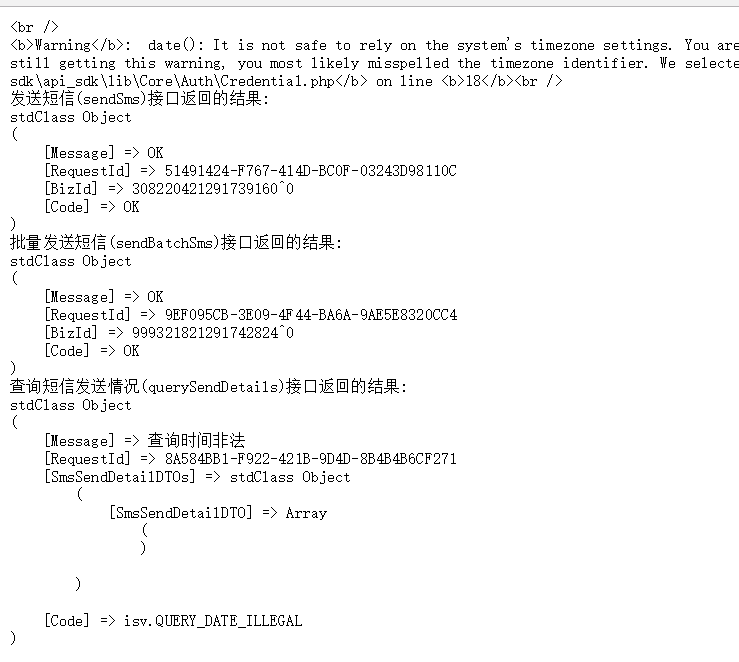 <br />
<b>Warning</b>:  date(): It is not safe to rely on the system's timezone settings. You are
still getting this warning, you most likely misspelled the timezone identifier. We selecte
sdk\api_sdk\lib\Core\Auth\Credential.php</b> on line <b>18</b><br />
发送短信(sendSms)接口返回的结果:
stdClass Object
(
    [Message] => OK
    [RequestId] => 51491424-F767-414D-BC0F-03243D98110C
    [BizId] => 308220421291739160^0
    [Code] => OK
)
批量发送短信(sendBatchSms)接口返回的结果:
stdClass Object
(
    [Message] => OK
    [RequestId] => 9EF095CB-3E09-4F44-BA6A-9AE5E8320CC4
    [BizId] => 999321821291742824^0
    [Code] => OK
)
查询短信发送情况(querySendDetails)接口返回的结果:
stdClass Object
(
    [Message] => 查询时间非法
    [RequestId] => 8A584BB1-F922-421B-9D4D-8B4B4B6CF271
    [SmsSendDetailDTOs] => stdClass Object
        (
            [SmsSendDetailDTO] => Array
                (
                )

        )

    [Code] => isv.QUERY_DATE_ILLEGAL
)